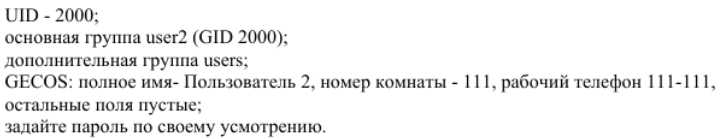 UID - 2000;
основная группа user2 (GID 2000);
дополнительная группа users;
GECOS: полное имя- Пользователь 2, номер комнаты - 111, рабочий телефон 111-111,
остальные поля пустые;
задайте пароль по своему усмотрению.